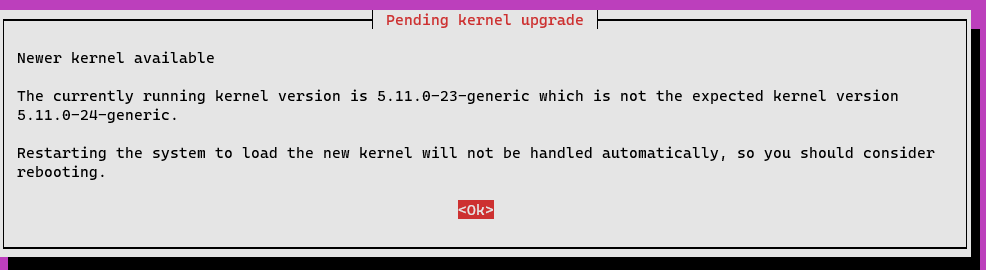 Pending kernel upgrade
Newer kernel available
The currently running kernel version is 5.11.0-23-generic which is not the expected kernel version
5.11.0-24-generic.
Restarting the system to load the new kernel will not be handled automatically, so you should consider
rebooting.
<Ok>